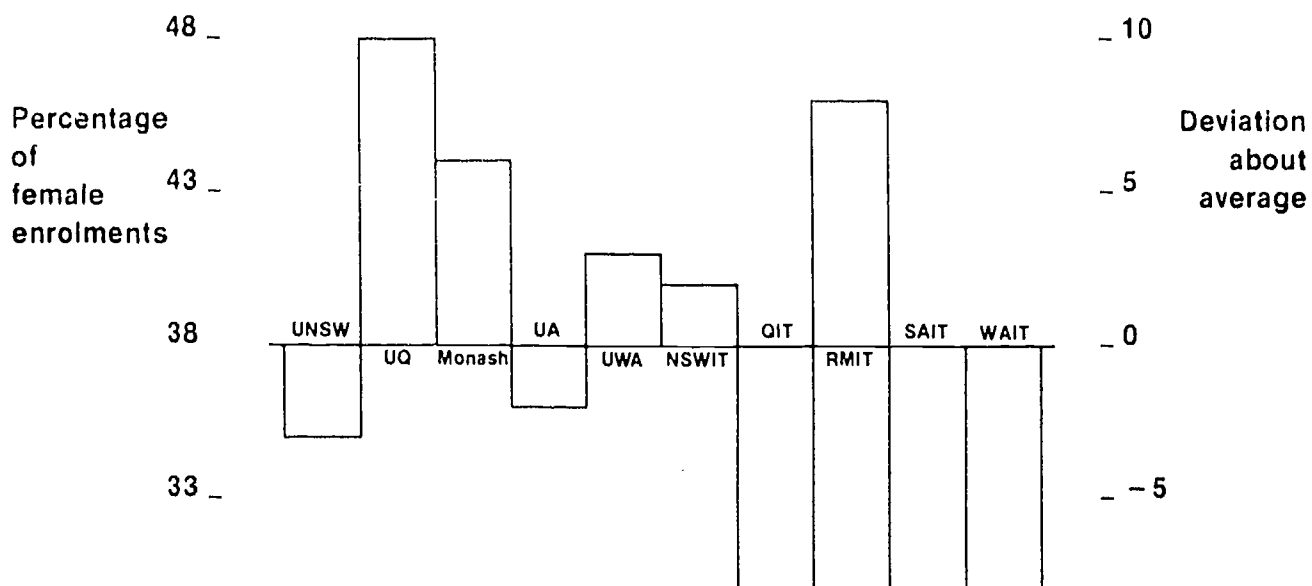 48
10
Percentage
of
female
enrolments
Deviation
about
average
43
5
38
UNSW
UA
QIT
SAIT
WAIT
0
UQ
Monash
UWA
NSWIT
RMIT
33
-5